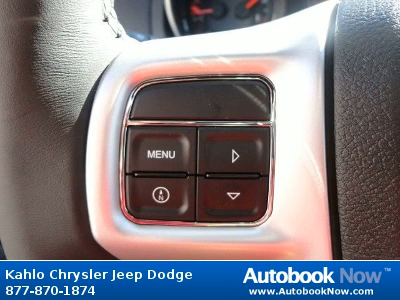 MENU
N
Kahlo Chrysler Jeep Dodge
877-870-1874
Autobook Now™
www.AutobookNow.com